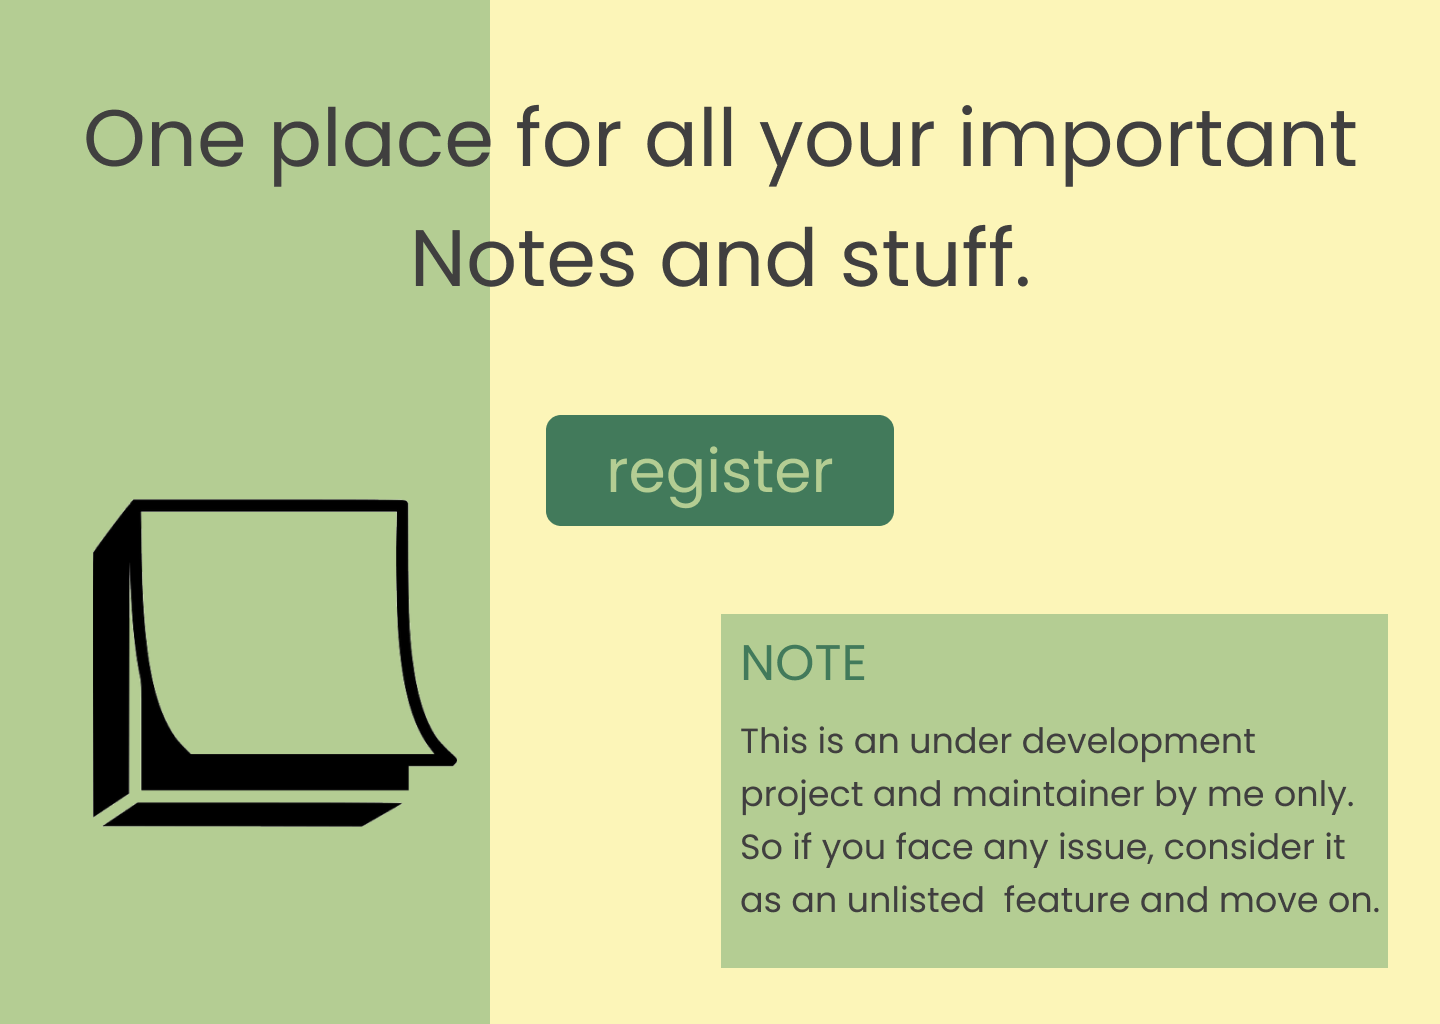 One place for all your important
Notes and stuff.
register
NOTE
This is an under development
project and maintainer by me only.
So if you face any issue, consider it
as an unlisted  feature and move on.